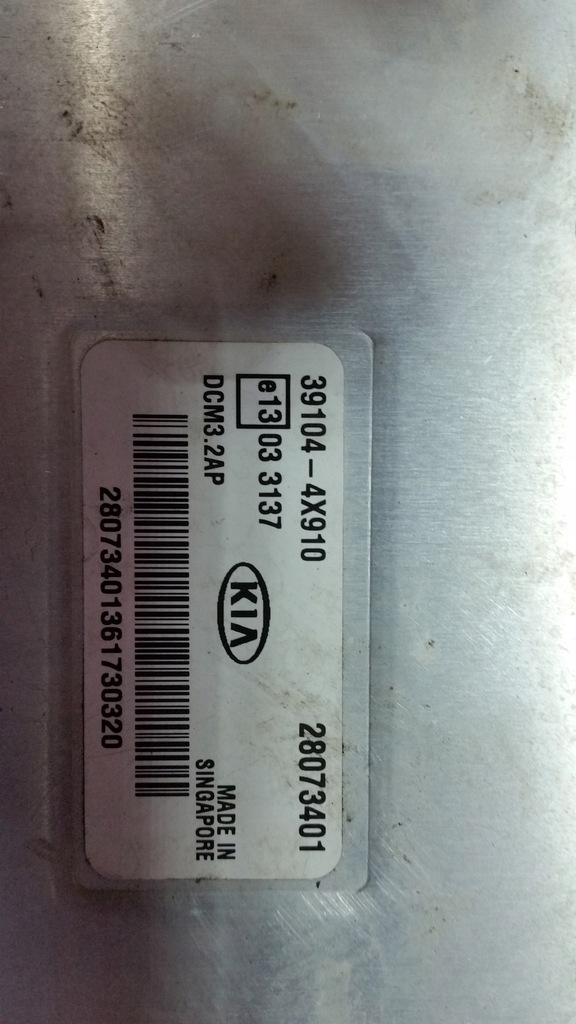 39104-4X910 28073401
e13 03 3137
KIA
DCM3.2AP
MADE IN
SINGAPORE
28073401361730320